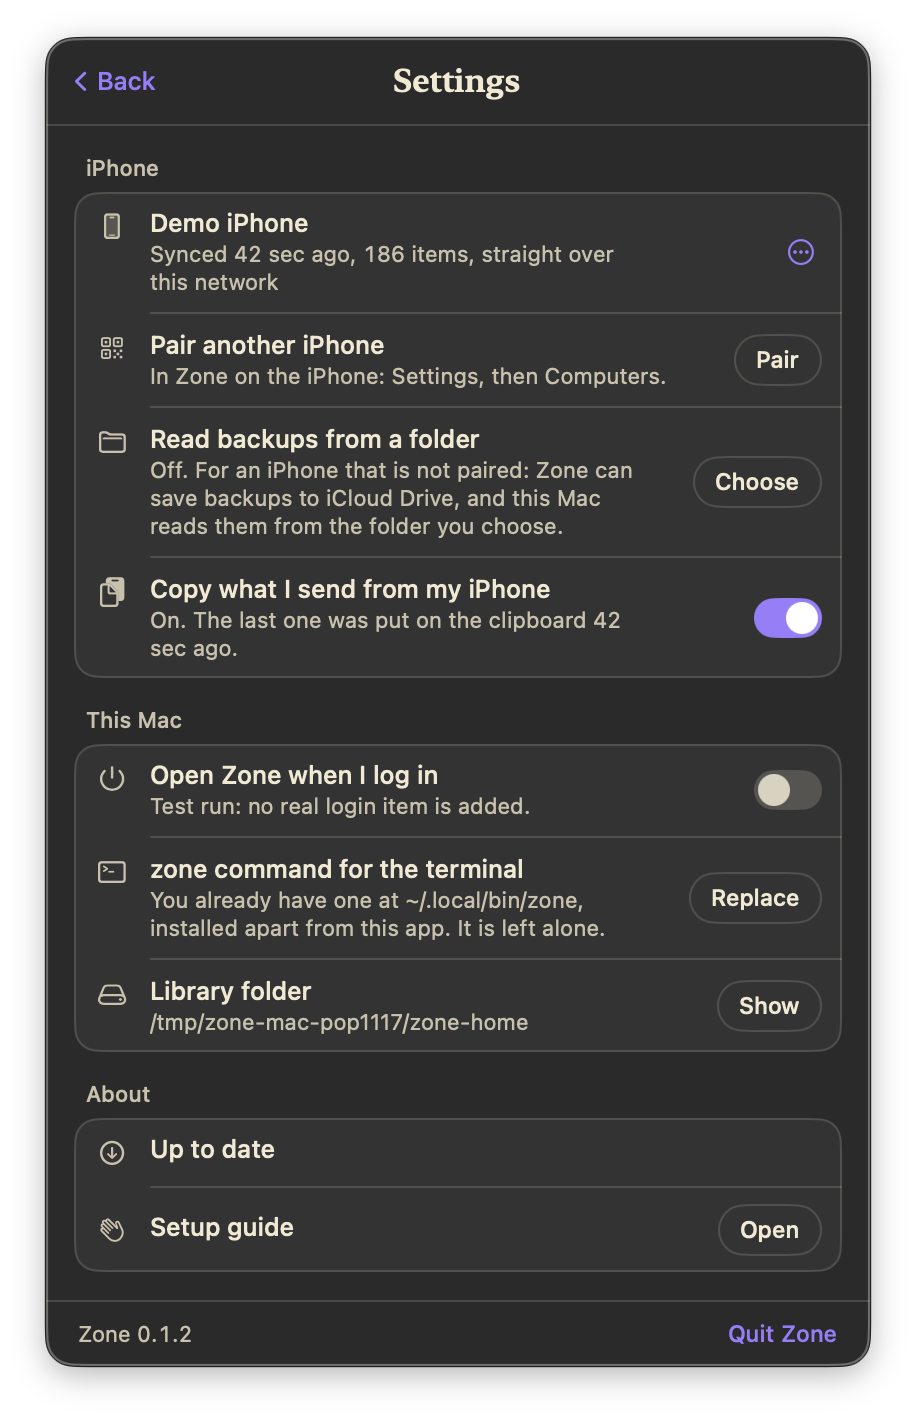 Back
Settings
iPhone
Demo iPhone
Synced 42 sec ago, 186 items, straight over
this network
Pair another iPhone
In Zone on the iPhone: Settings, then Computers.
Pair
Read backups from a folder
Off. For an iPhone that is not paired: Zone can
save backups to iCloud Drive, and this Mac
reads them from the folder you choose.
Choose
Copy what I send from my iPhone
On. The last one was put on the clipboard 42
sec ago.
This Mac
Open Zone when I log in
Test run: no real login item is added.
zone command for the terminal
You already have one at ~/.local/bin/zone,
installed apart from this app. It is left alone.
Replace
Library folder
/tmp/zone-mac-pop1117/zone-home
Show
About
Up to date
Setup guide
Open
Zone 0.1.2
Quit Zone